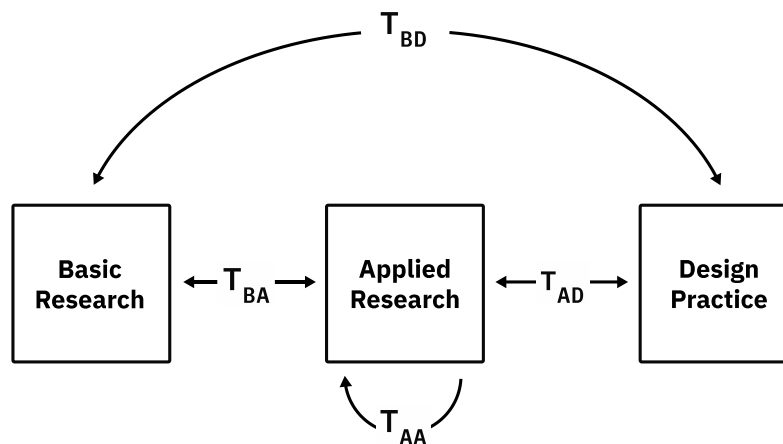 T_BD
Basic
Research
T_BA
Applied
Research
T_AD
Design
Practice
T_AA